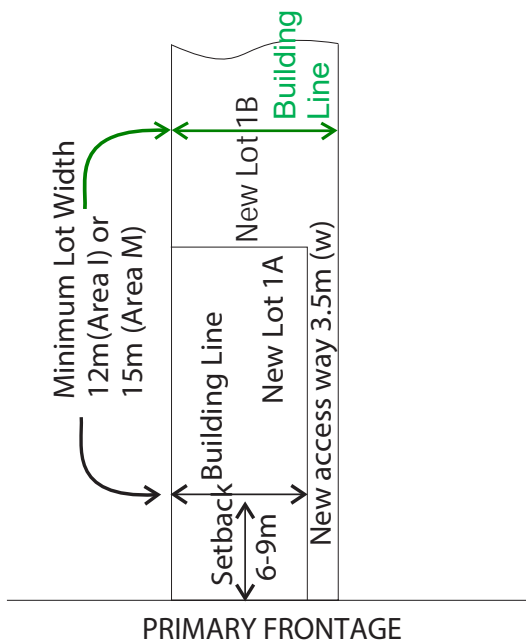 Building
Line
New Lot 1B
Minimum Lot Width
12m(Area I) or
15m (Area M)
New Lot 1A
Building Line
New access way 3.5m (w)
Setback
6-9m
PRIMARY FRONTAGE